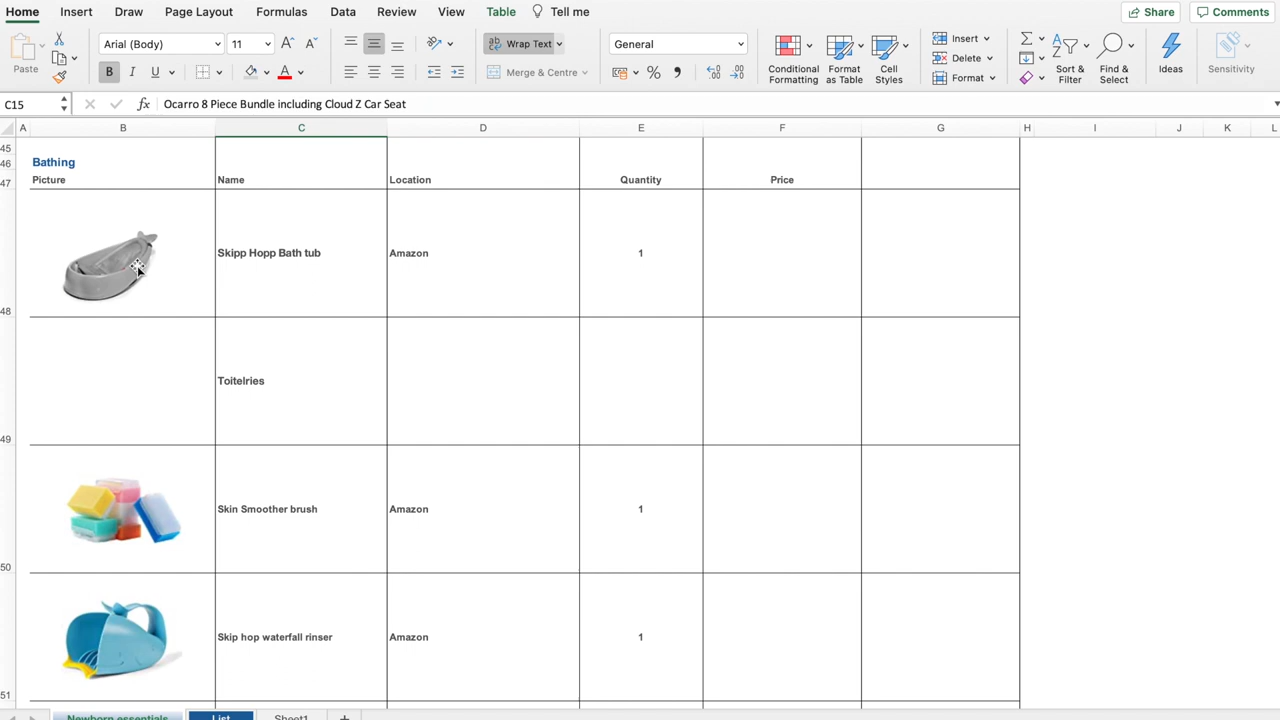 Home Insert Draw Page Layout Formulas Data Review View Table Tell me Share Comments
Paste Arial (Body) 11 Wrap Text General Insert
B I U A Merge & Centre Delete
Conditional Formatting Format as Table Cell Styles Format Sort & Filter Find & Select Ideas Sensitivity
C15 fx Ocarro 8 Piece Bundle including Cloud Z Car Seat
A B C D E F G H I J K L
45
46 Bathing
47 Picture Name Location Quantity Price
48 Skipp Hopp Bath tub Amazon 1
49 Toitelries
50 Skin Smoother brush Amazon 1
51 Skip hop waterfall rinser Amazon 1
Newborn essentials List Sheet1 +